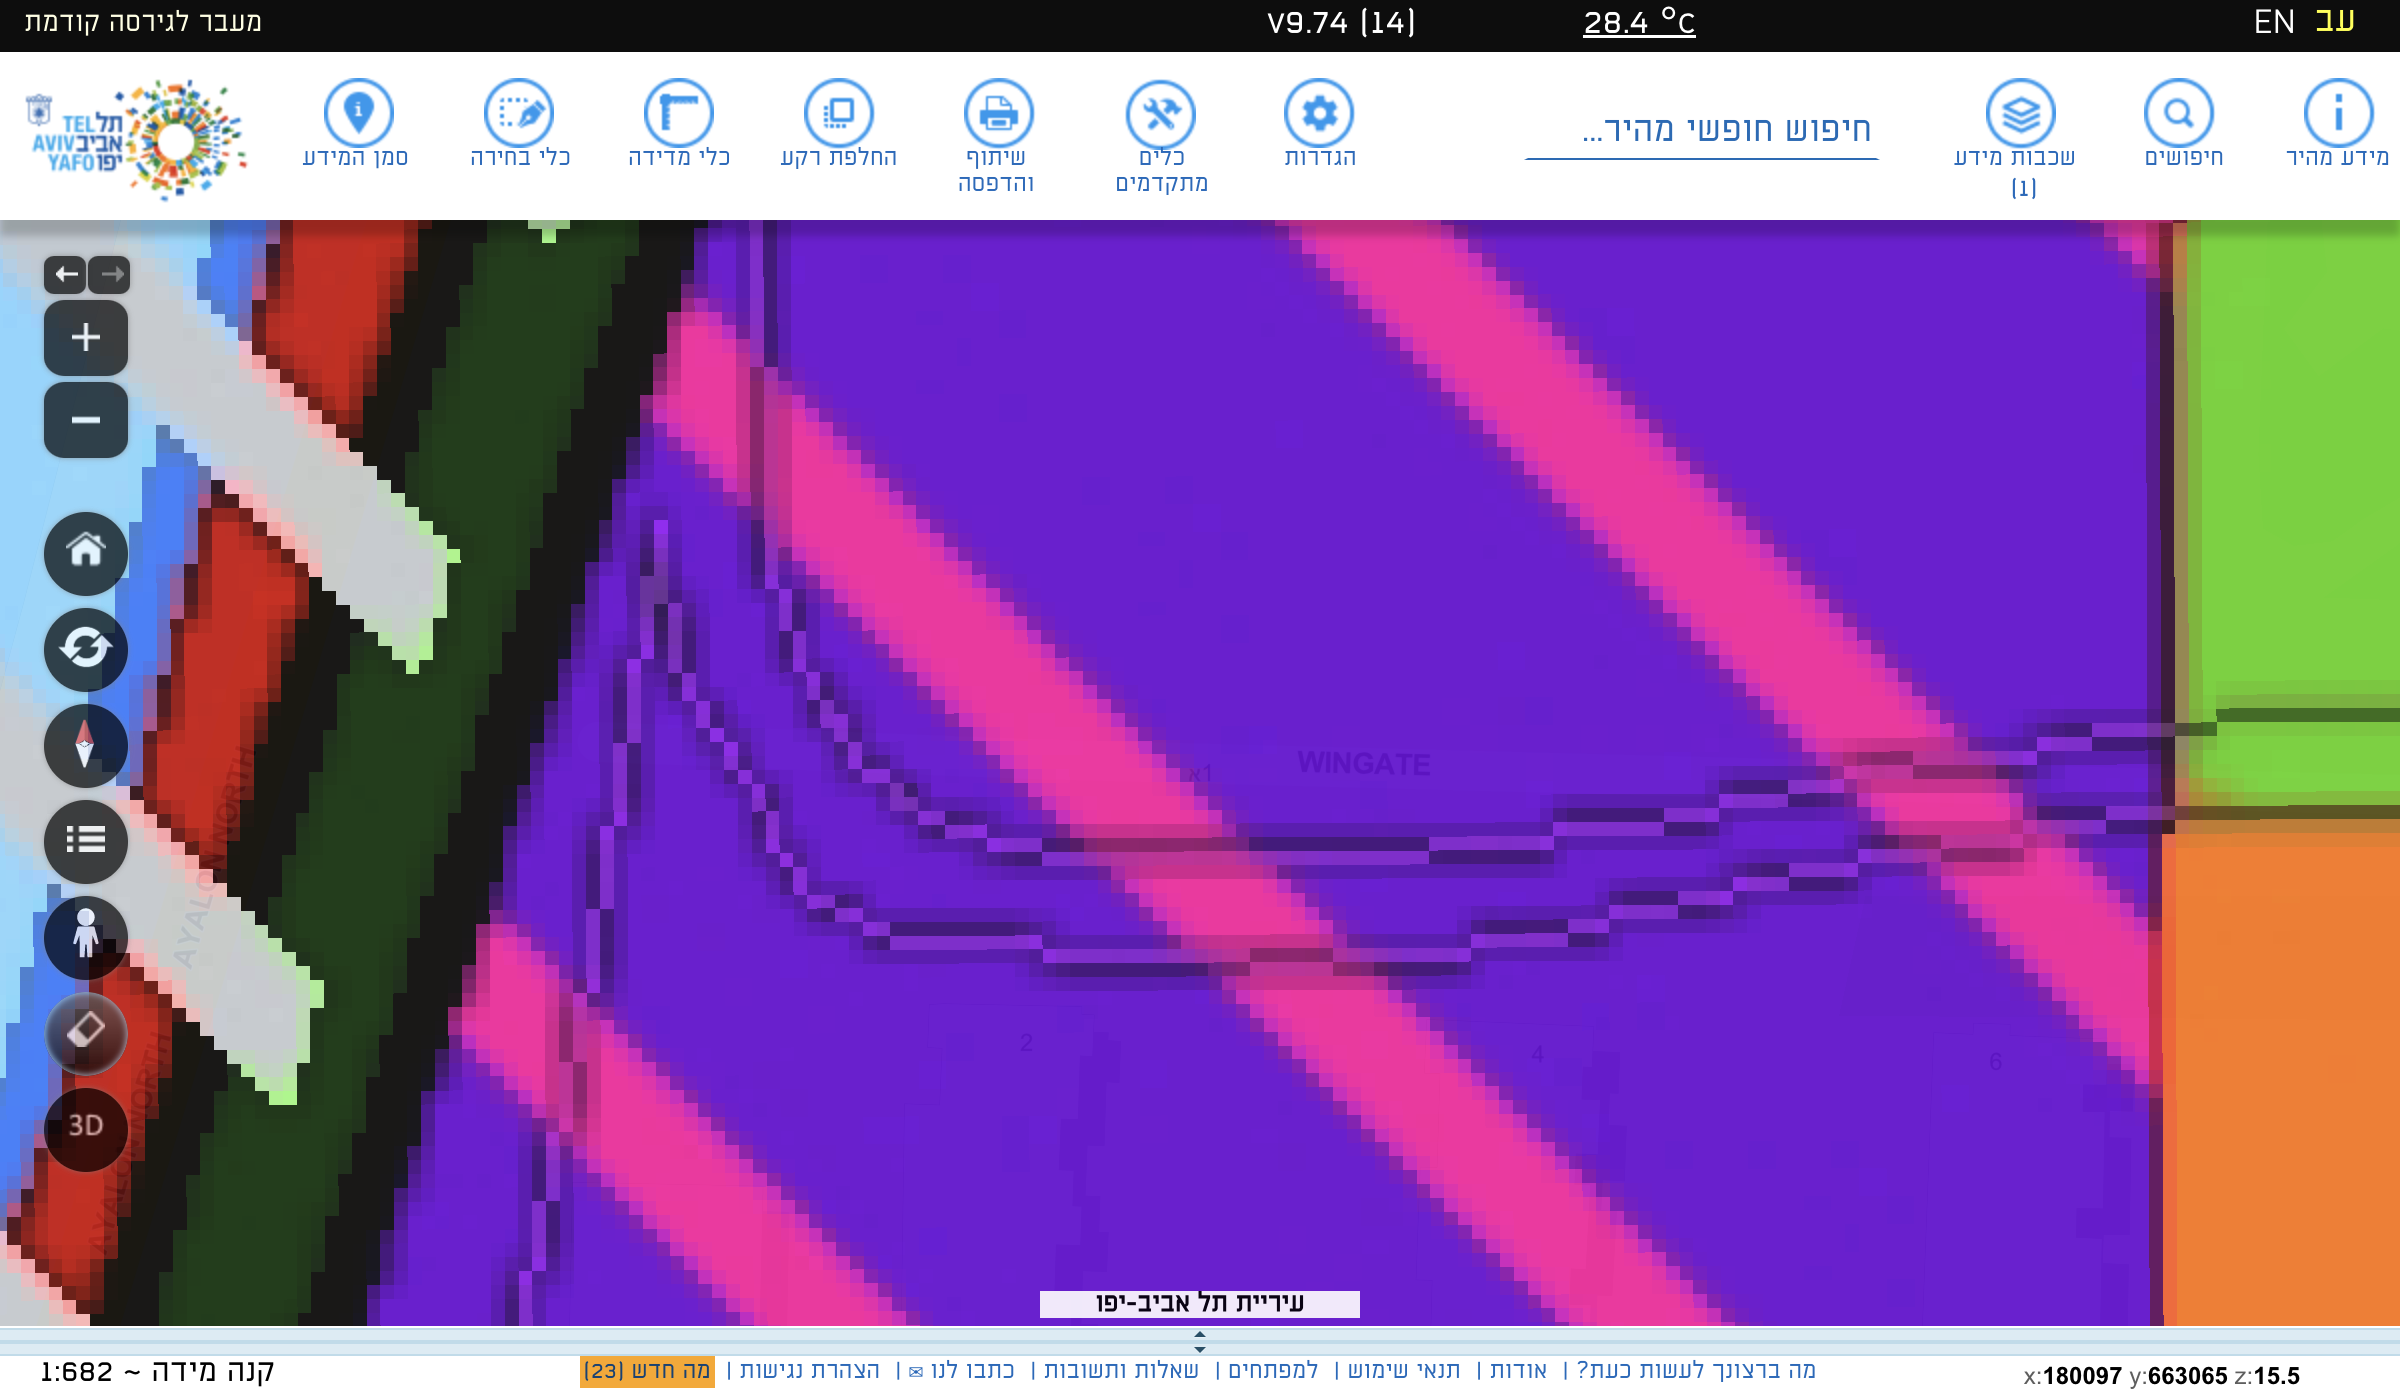 מעבר לגירסה קודמת
V9.74 (14)
28.4 °C
EN עב
תל אביב יפו
TEL AVIV YAFO
סמן המידע
כלי בחירה
כלי מדידה
החלפת רקע
שיתוף והדפסה
כלים מתקדמים
הגדרות
חיפוש חופשי מהיר...
שכבות מידע (1)
חיפושים
מידע מהיר
WINGATE
1א
AYALON NORTH
AYALON NORTH
2
4
6
3D
עיריית תל אביב-יפו
קנה מידה ~ 1:682
מה ברצונך לעשות כעת? | אודות | תנאי שימוש | למפתחים | שאלות ותשובות | כתבו לנו ✉ | הצהרת נגישות | מה חדש (23)
x:180097 y:663065 z:15.5